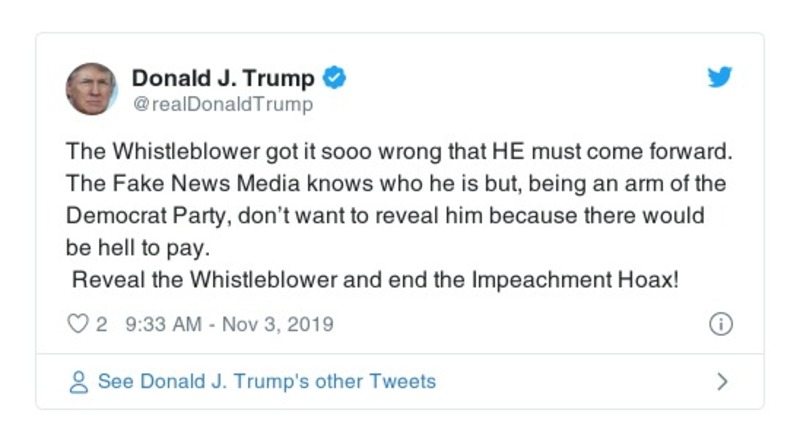 Donald J. Trump
@realDonaldTrump
The Whistleblower got it sooo wrong that HE must come forward.
The Fake News Media knows who he is but, being an arm of the
Democrat Party, don’t want to reveal him because there would
be hell to pay.
Reveal the Whistleblower and end the Impeachment Hoax!
2 9:33 AM - Nov 3, 2019
See Donald J. Trump's other Tweets